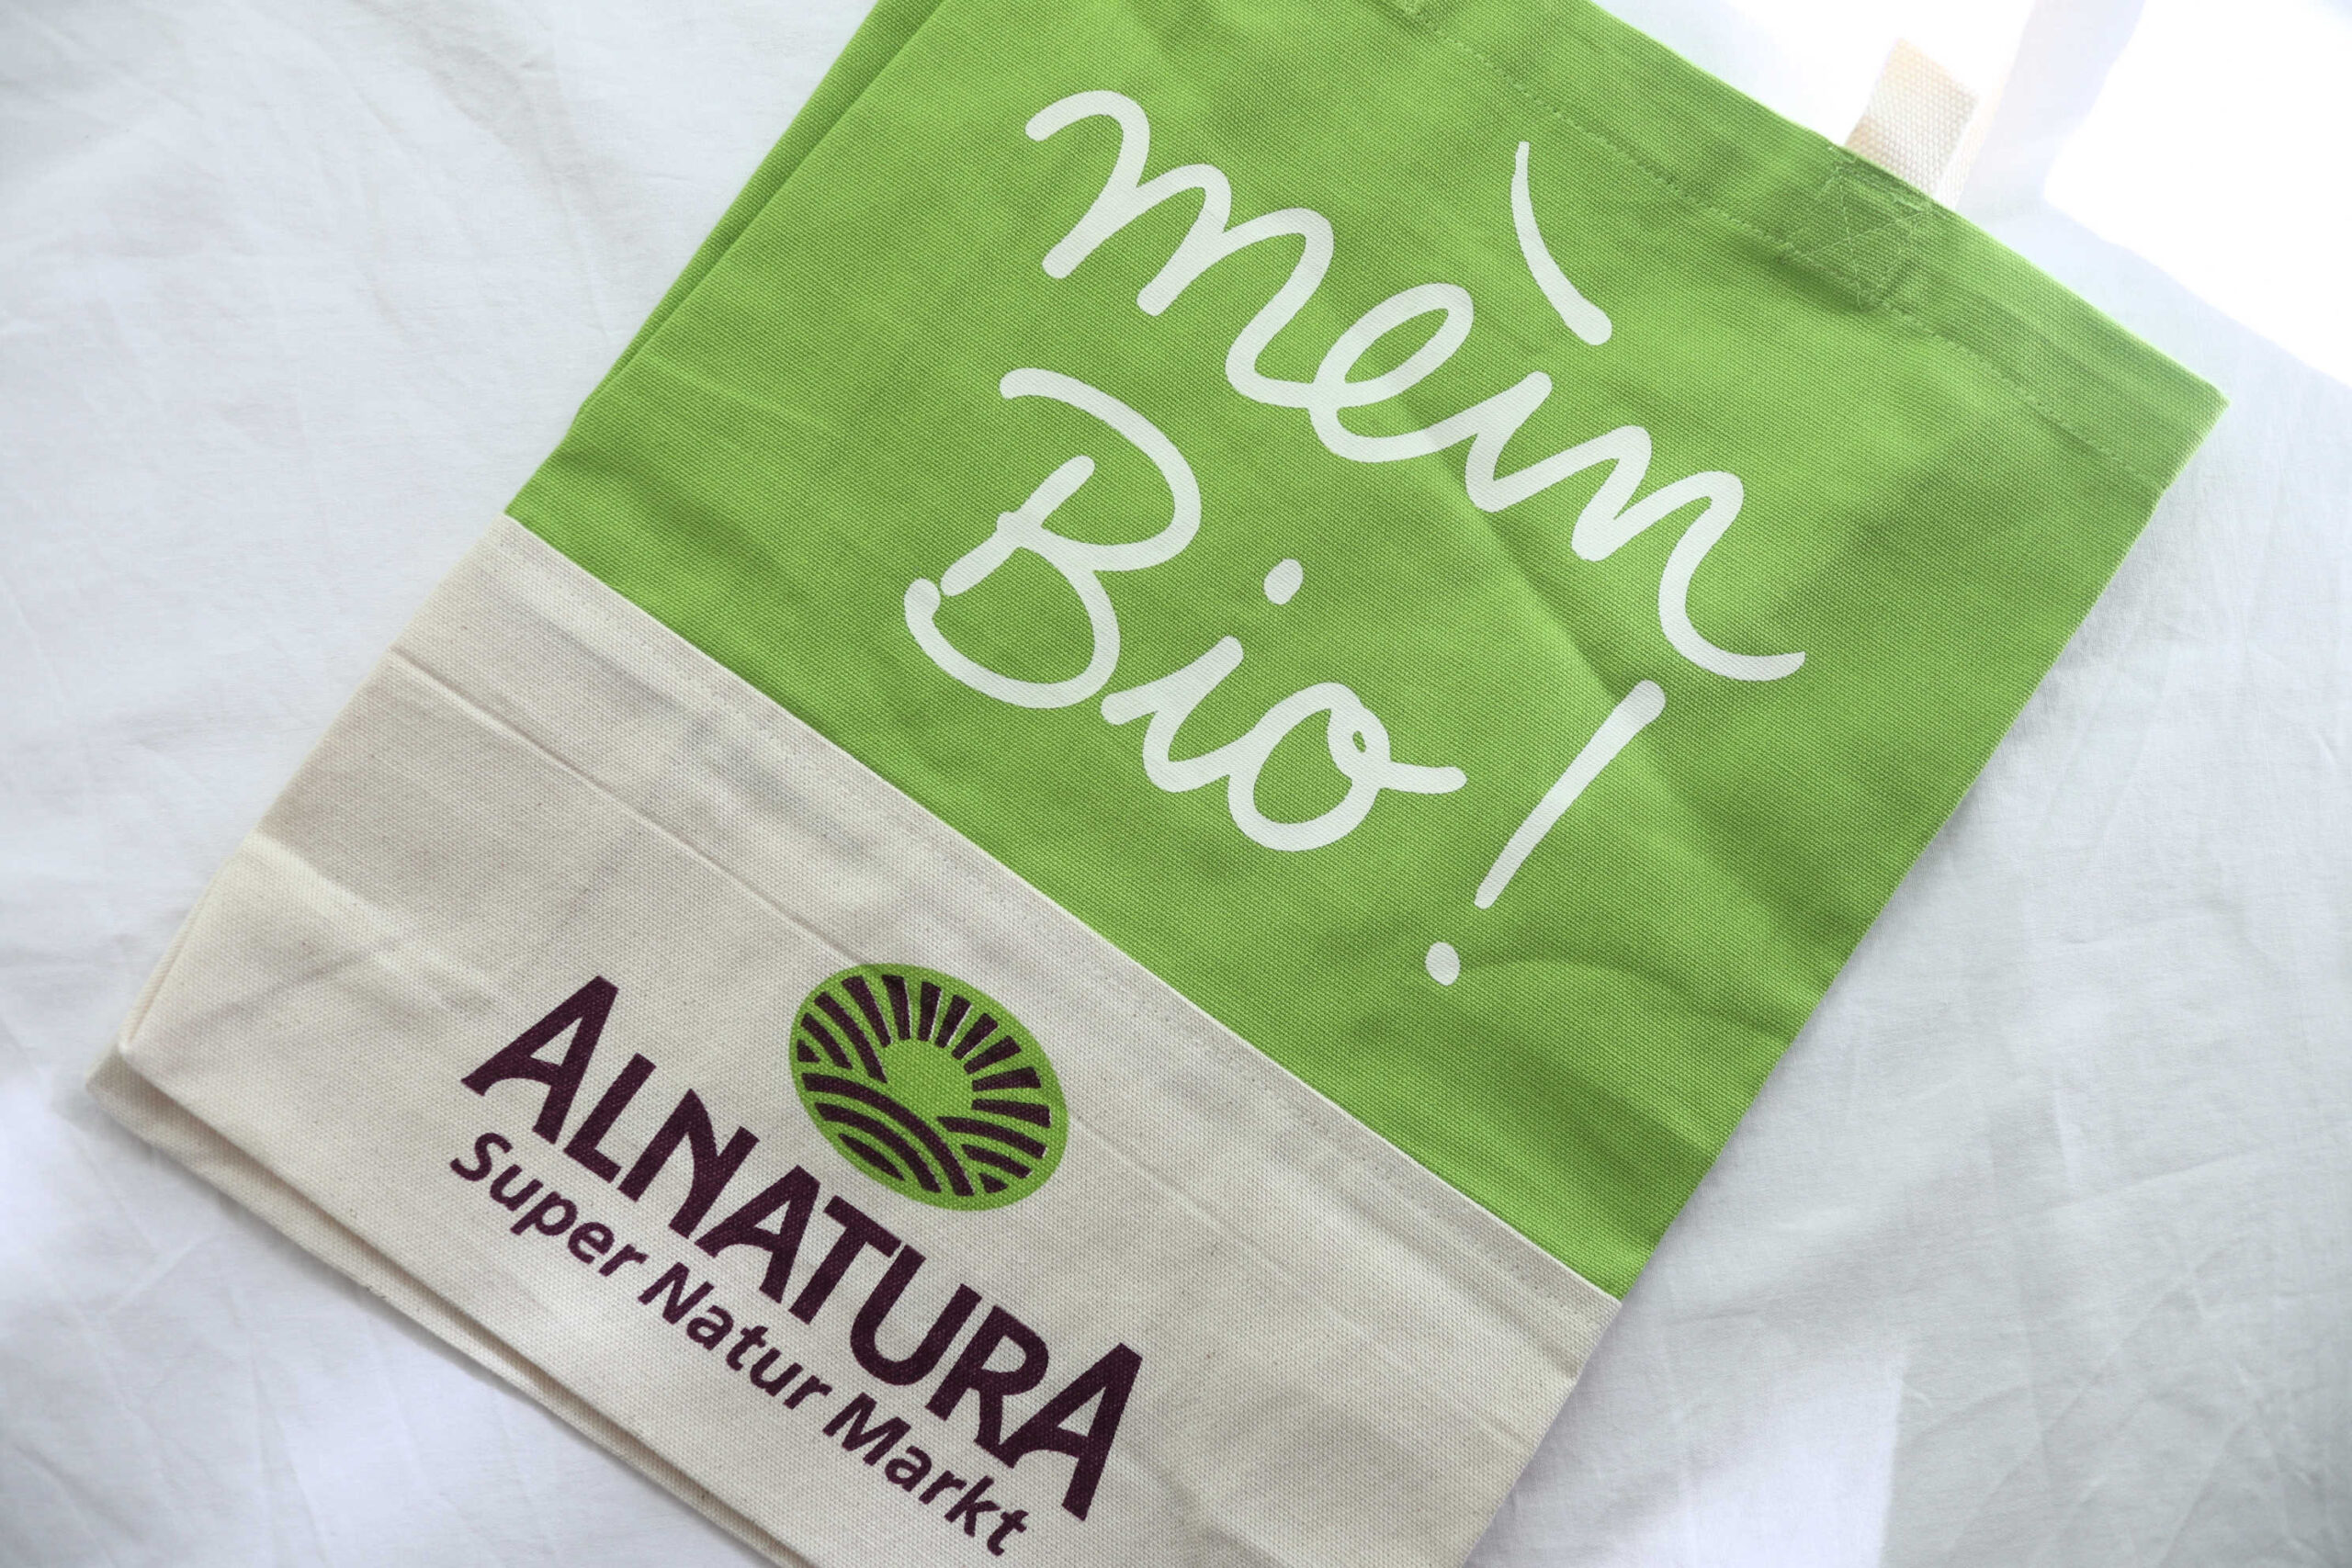 mein
Bio!
ALNATURA
Super Natur Markt